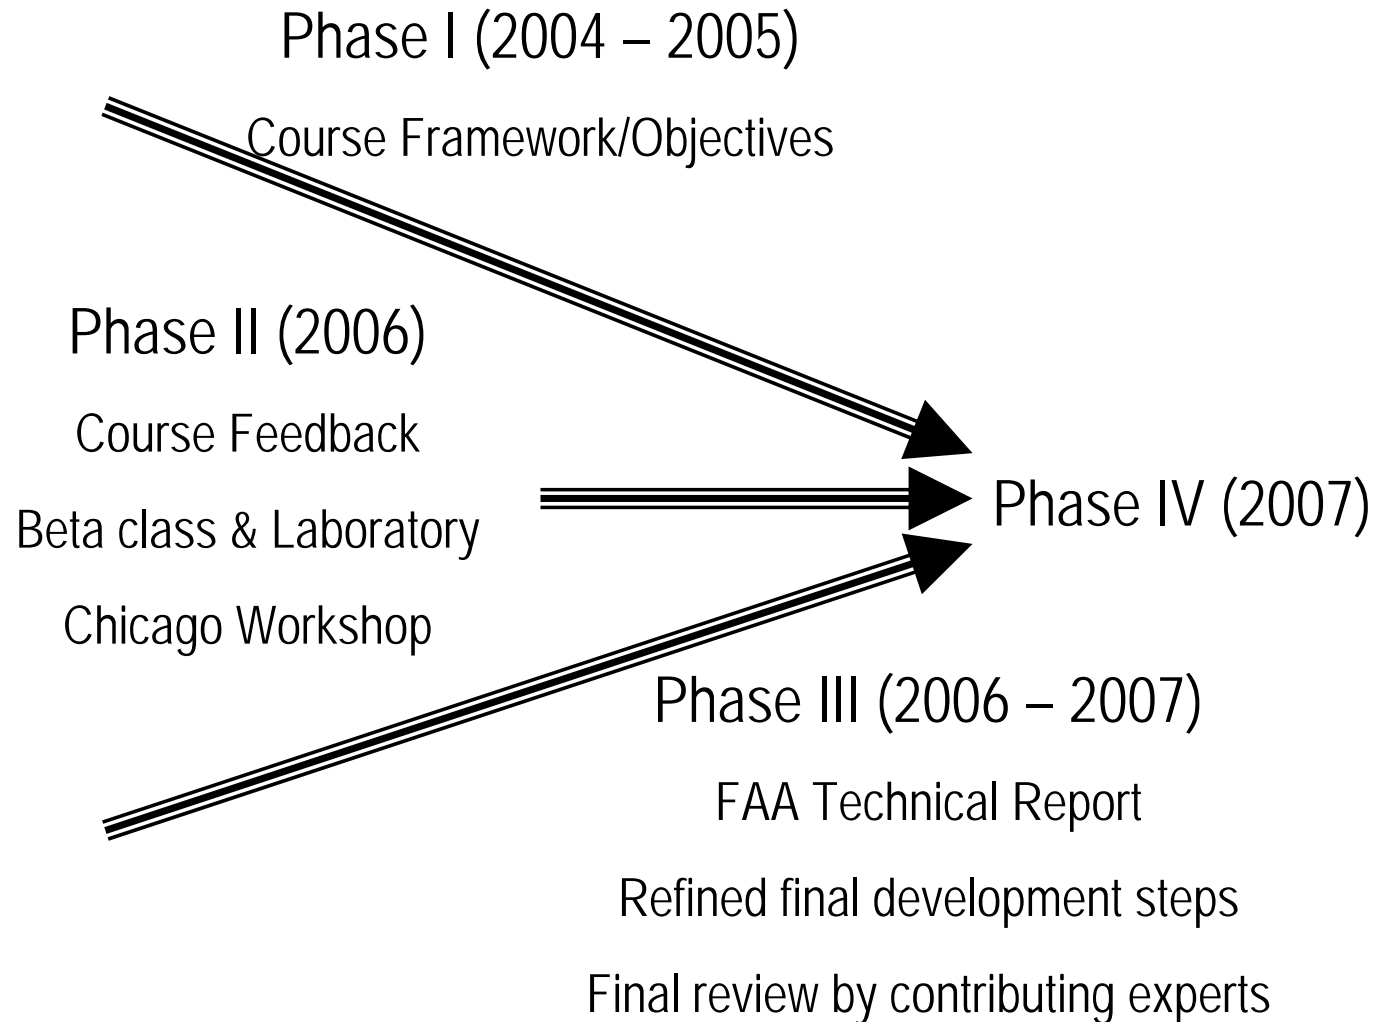 Phase I (2004 – 2005)
Course Framework/Objectives
Phase II (2006)
Course Feedback
Beta class & Laboratory
Chicago Workshop
Phase IV (2007)
Phase III (2006 – 2007)
FAA Technical Report
Refined final development steps
Final review by contributing experts